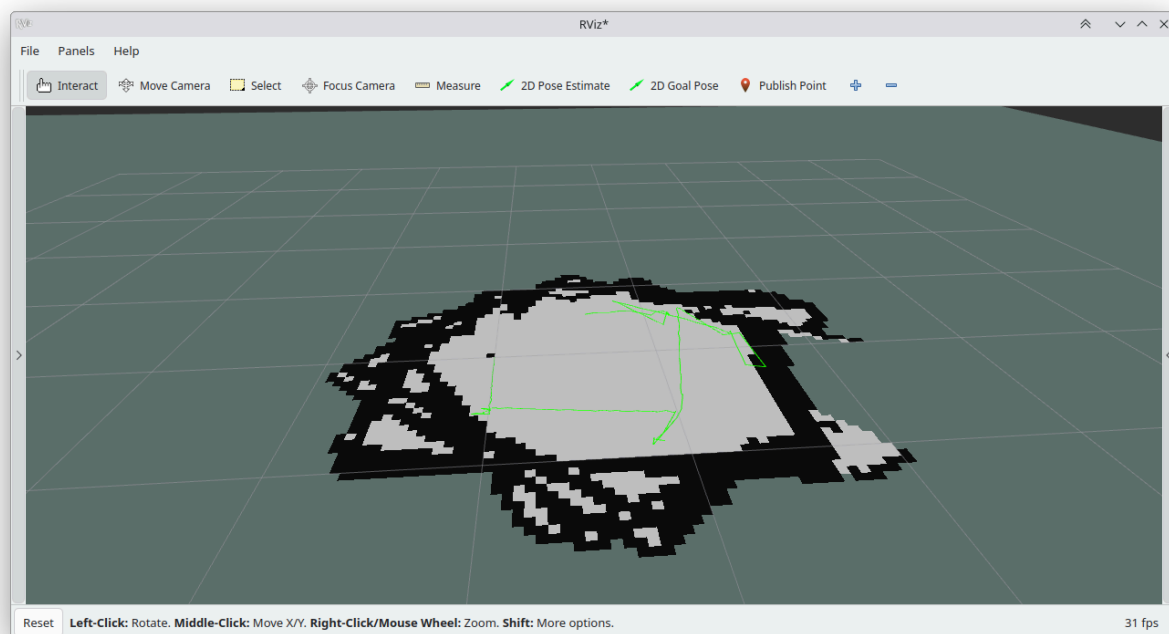 RViz*
File Panels Help
Interact Move Camera Select Focus Camera Measure 2D Pose Estimate 2D Goal Pose Publish Point
Reset Left-Click: Rotate. Middle-Click: Move X/Y. Right-Click/Mouse Wheel: Zoom. Shift: More options. 31 fps